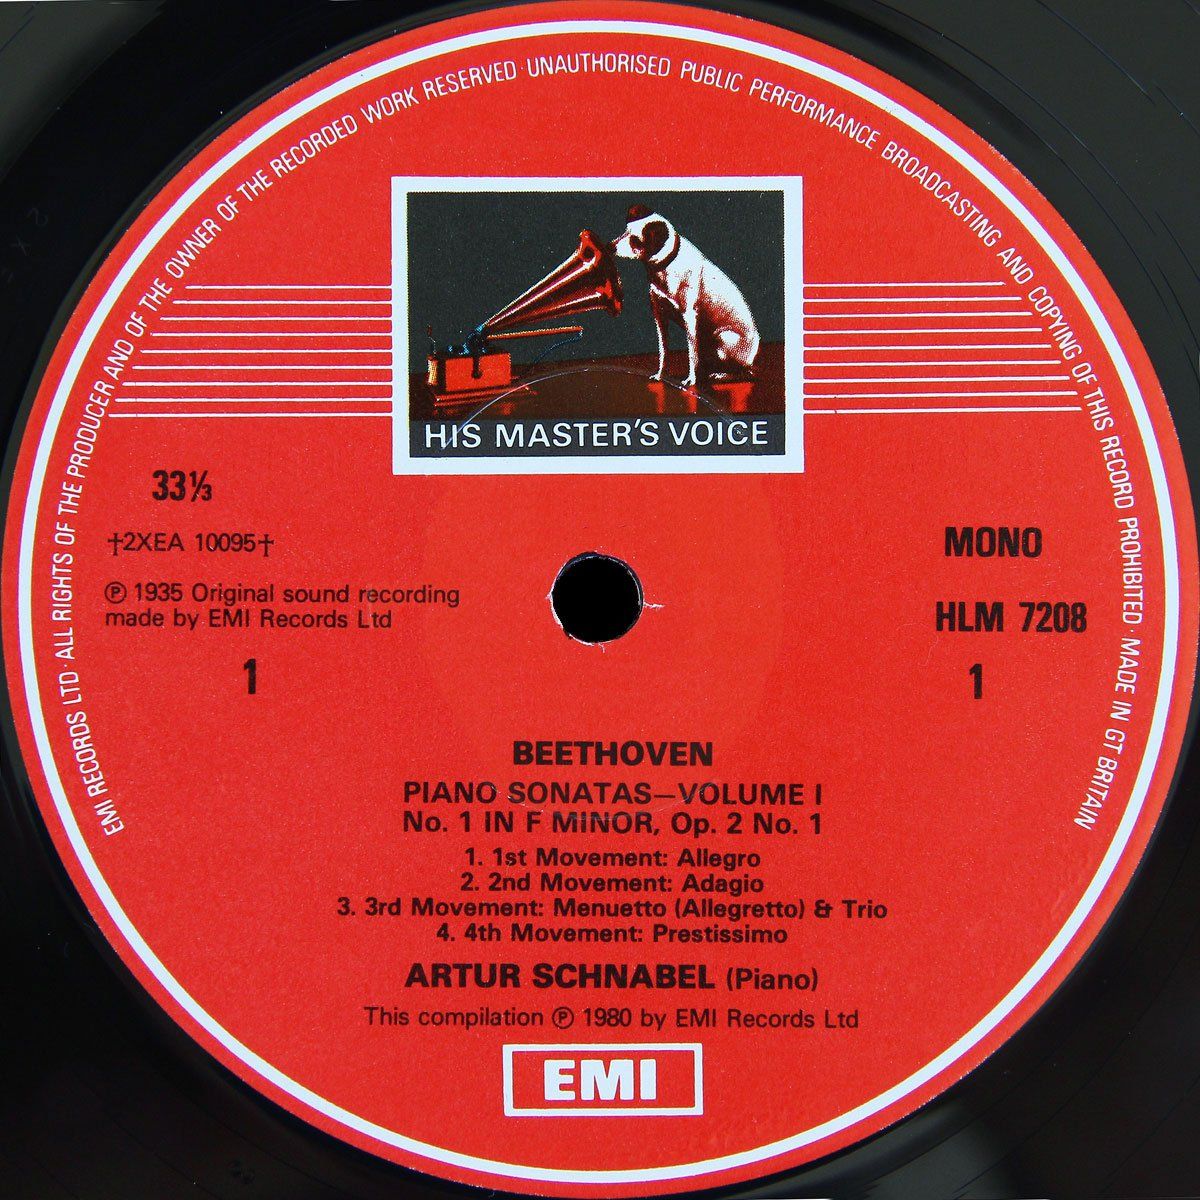 EMI RECORDS LTD · ALL RIGHTS OF THE PRODUCER AND OF THE OWNER OF THE RECORDED WORK RESERVED · UNAUTHORISED PUBLIC PERFORMANCE BROADCASTING AND COPYING OF THIS RECORD PROHIBITED · MADE IN GT BRITAIN
HIS MASTER'S VOICE
33⅓
†2XEA 10095†
MONO
℗ 1935 Original sound recording
made by EMI Records Ltd
HLM 7208
1
1
BEETHOVEN
PIANO SONATAS—VOLUME I
No. 1 IN F MINOR, Op. 2 No. 1
1. 1st Movement: Allegro
2. 2nd Movement: Adagio
3. 3rd Movement: Menuetto (Allegretto) & Trio
4. 4th Movement: Prestissimo
ARTUR SCHNABEL (Piano)
This compilation ℗ 1980 by EMI Records Ltd
EMI